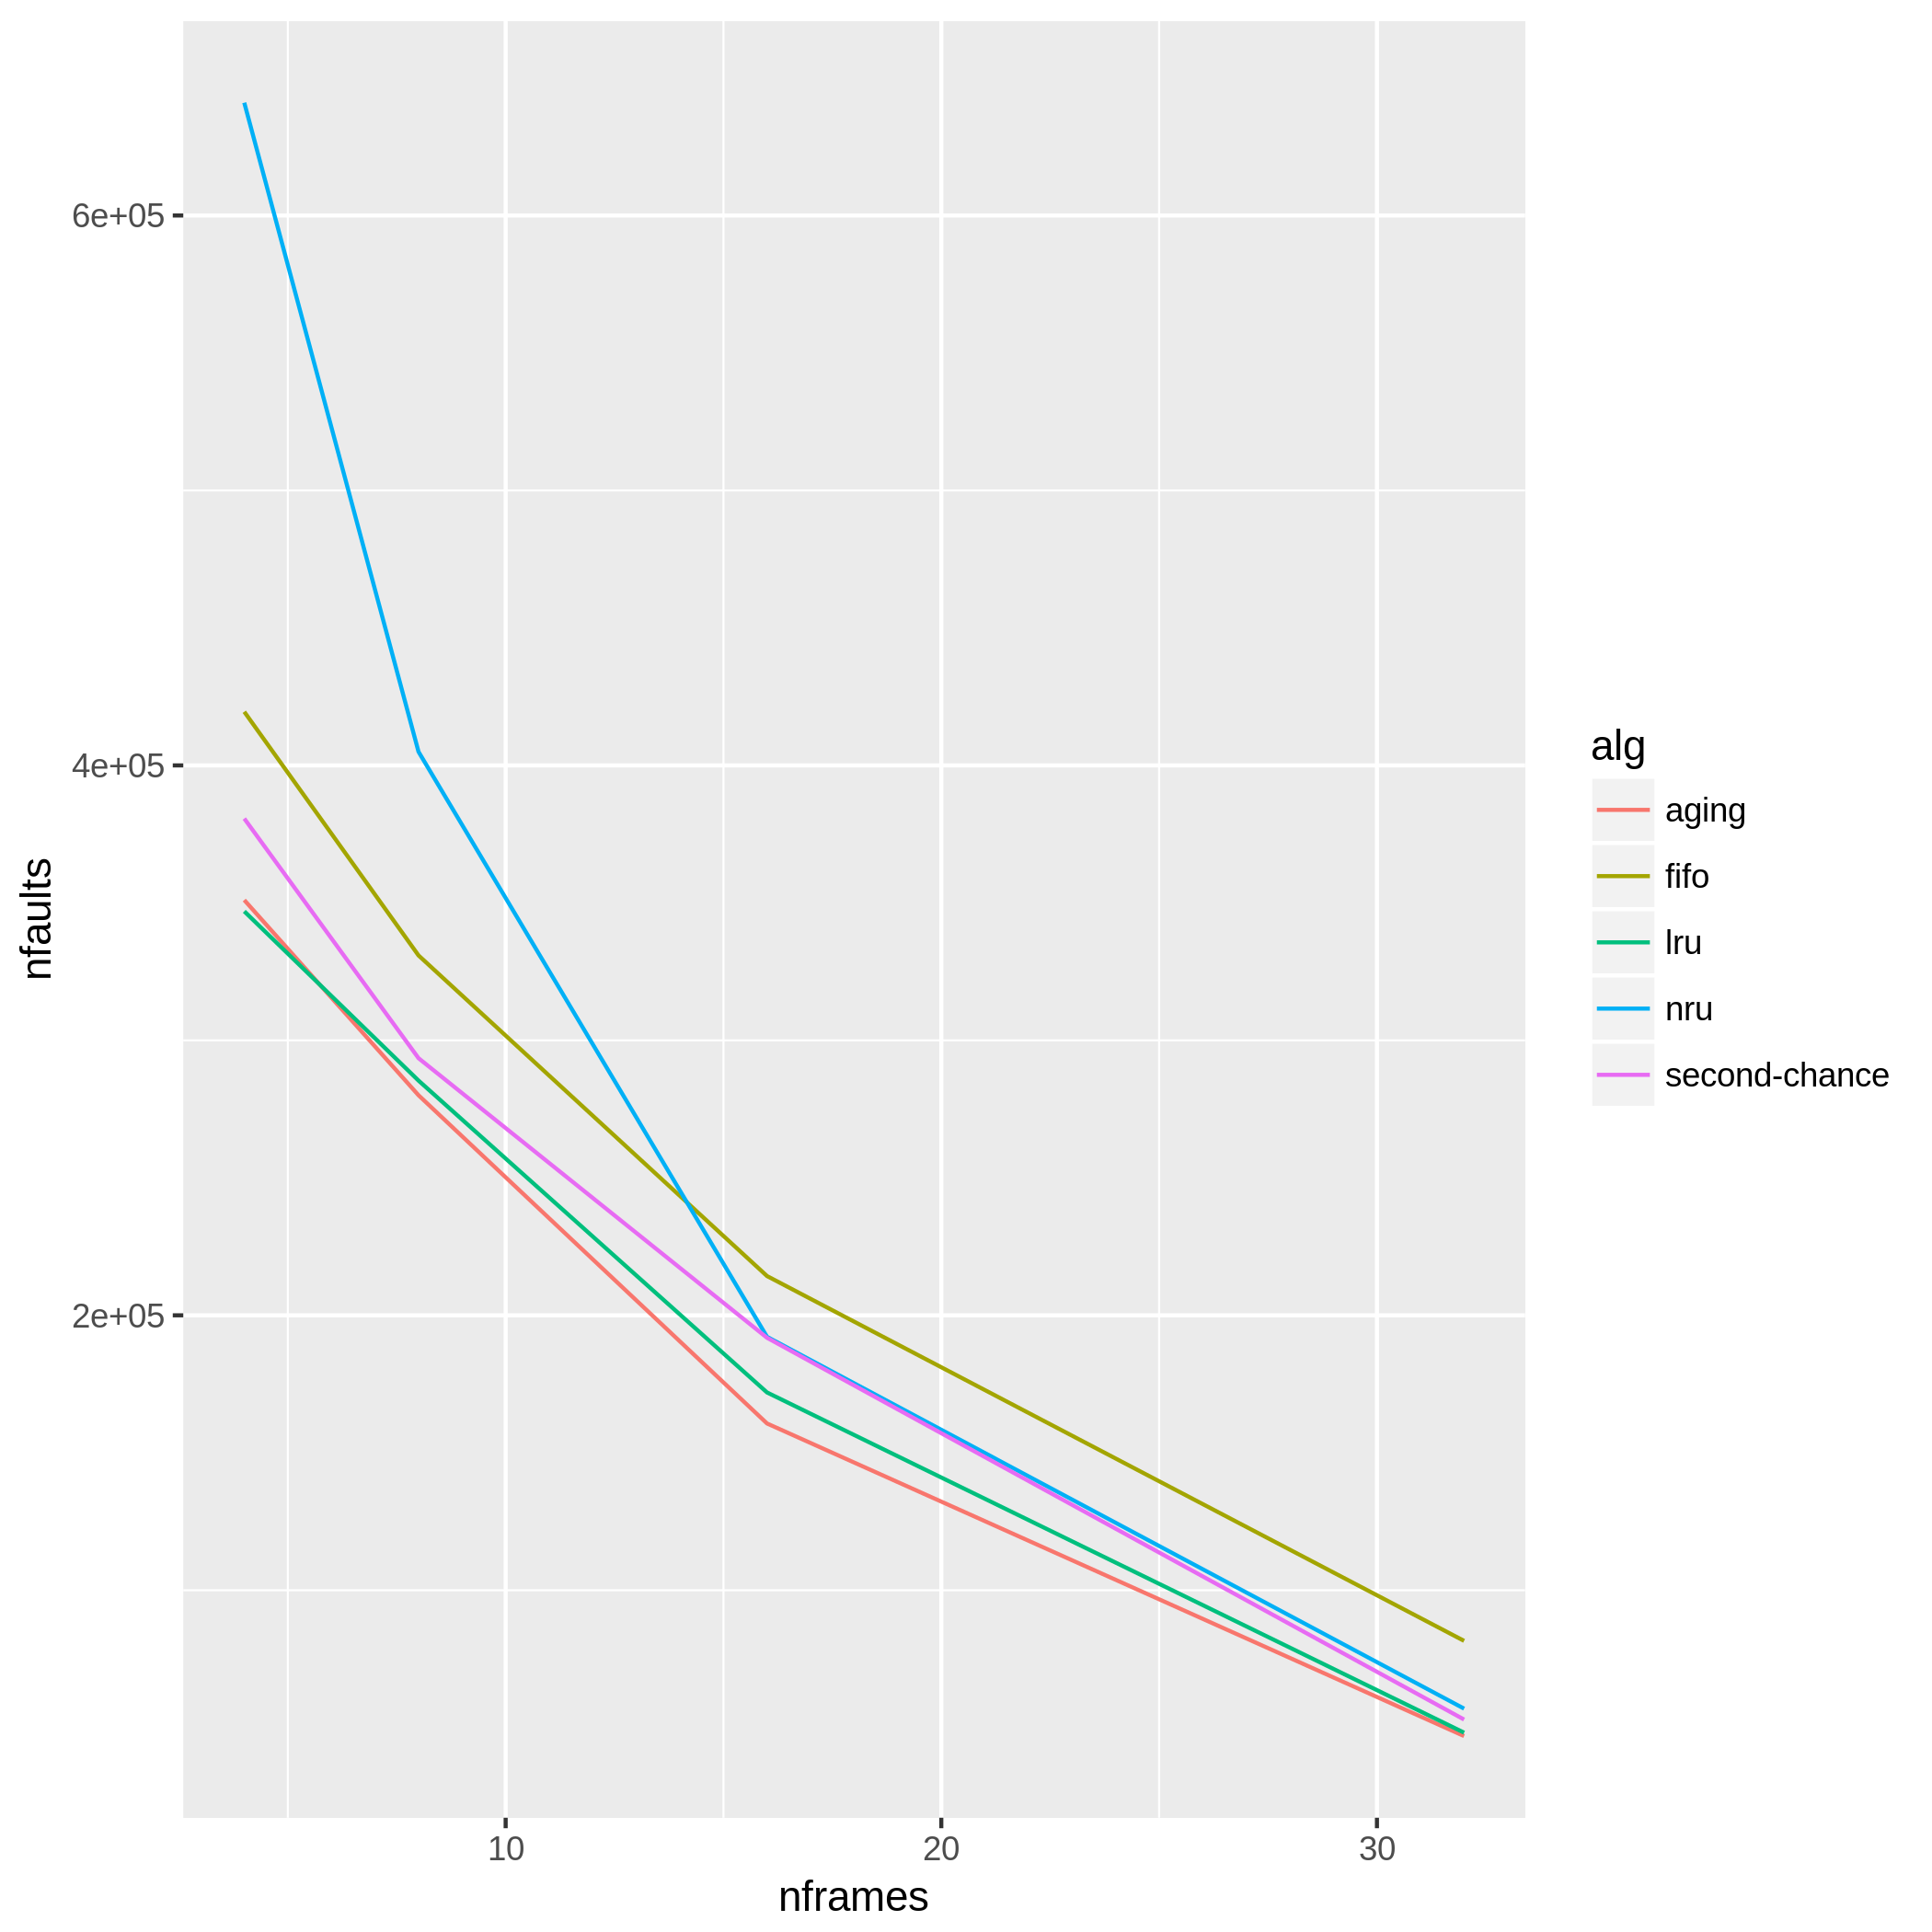 nfaults
6e+05
4e+05
2e+05
10
20
30
nframes
alg
aging
fifo
lru
nru
second-chance